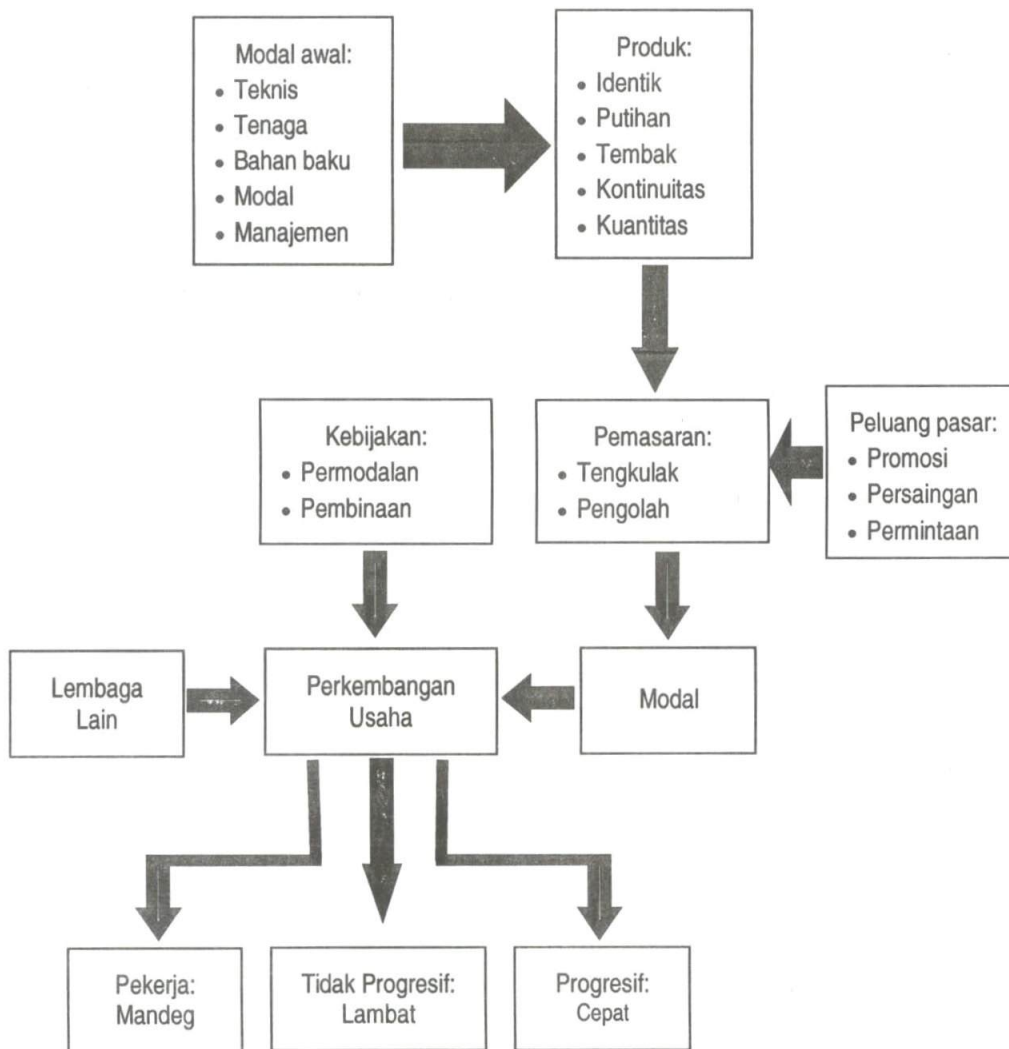 Modal awal:
• Teknis
• Tenaga
• Bahan baku
• Modal
• Manajemen
Produk:
• Identik
• Putihan
• Tembak
• Kontinuitas
• Kuantitas
Kebijakan:
• Permodalan
• Pembinaan
Pemasaran:
• Tengkulak
• Pengolah
Peluang pasar:
• Promosi
• Persaingan
• Permintaan
Lembaga
Lain
Perkembangan
Usaha
Modal
Pekerja:
Mandeg
Tidak Progresif:
Lambat
Progresif:
Cepat